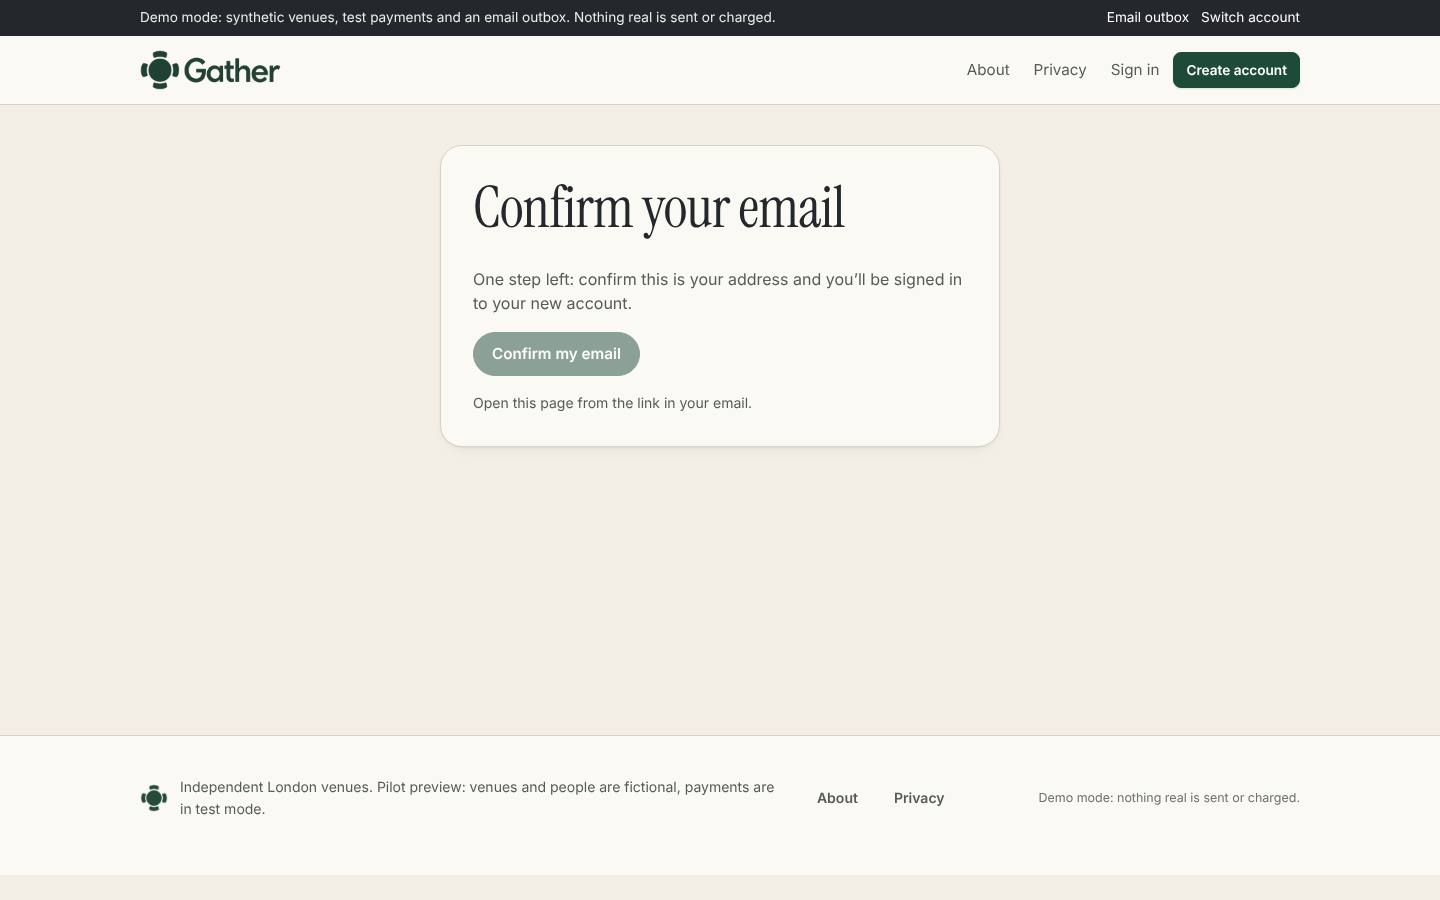 Demo mode: synthetic venues, test payments and an email outbox. Nothing real is sent or charged.
Email outbox Switch account
Gather
About Privacy Sign in Create account
Confirm your email
One step left: confirm this is your address and you’ll be signed in
to your new account.
Confirm my email
Open this page from the link in your email.
Independent London venues. Pilot preview: venues and people are fictional, payments are
in test mode.
About Privacy
Demo mode: nothing real is sent or charged.